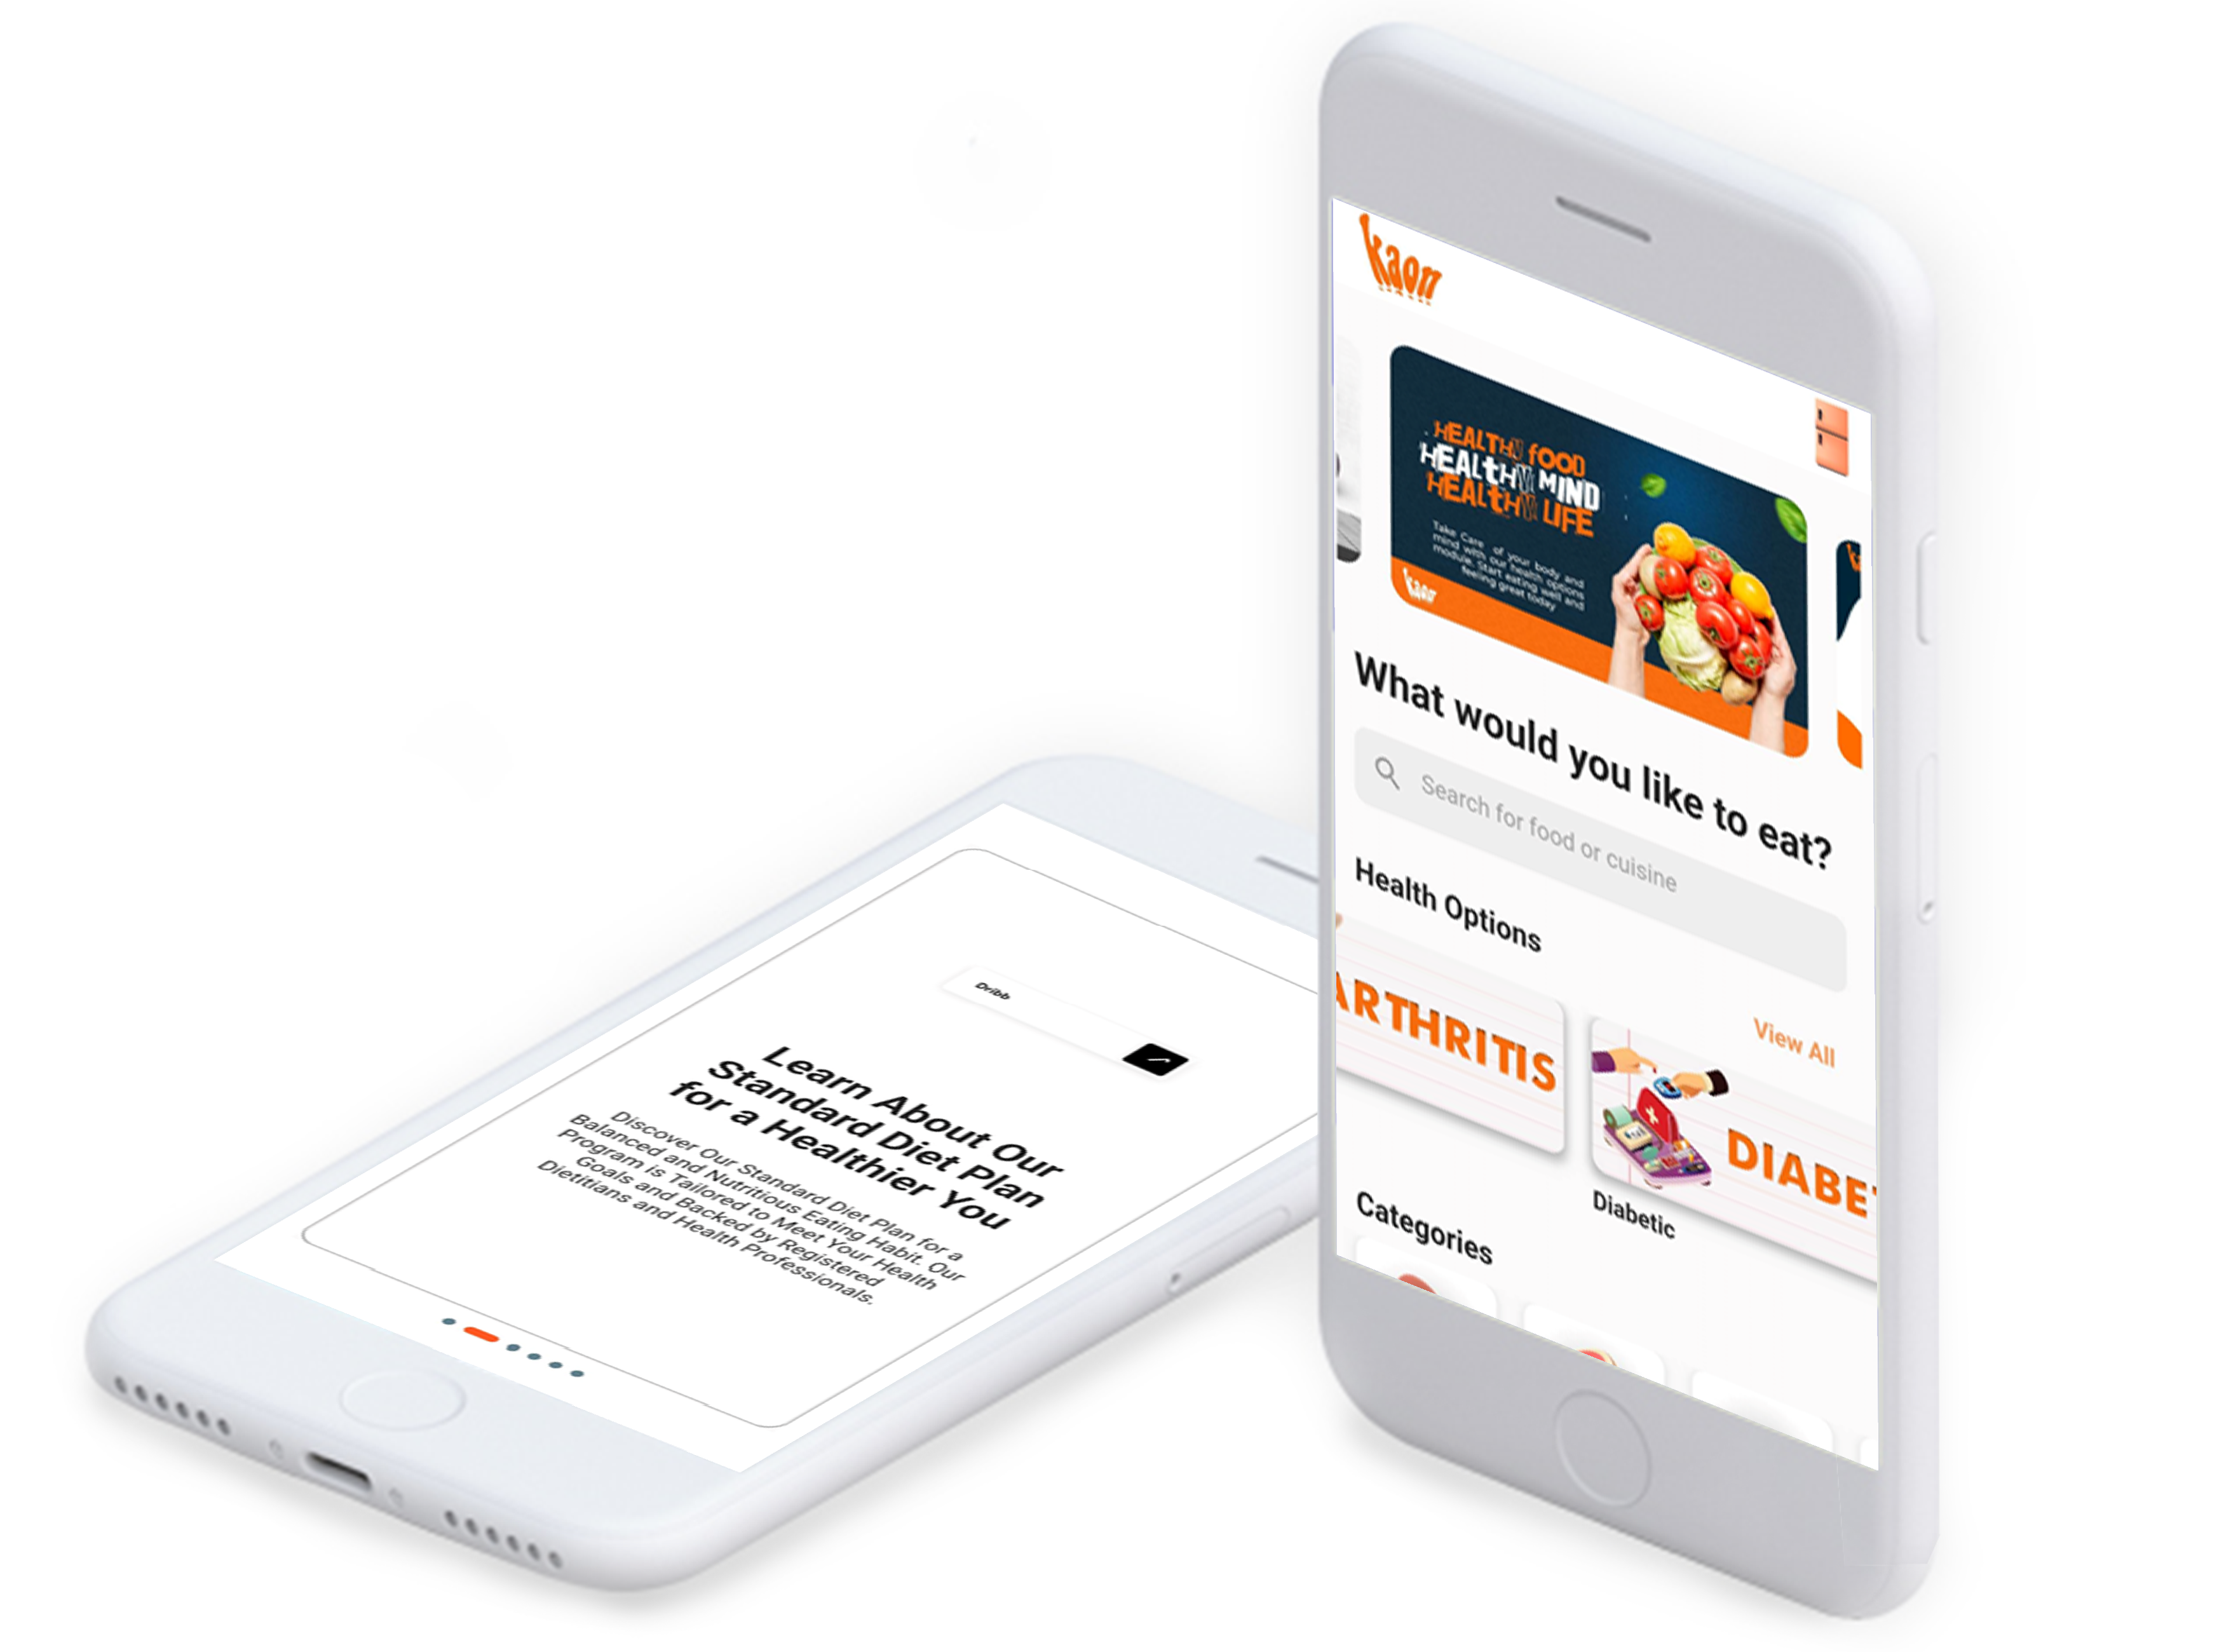 Dribb
Learn About Our
Standard Diet Plan
for a Healthier You
Discover Our Standard Diet Plan for a
Balanced and Nutritious Eating Habit. Our
Program is Tailored to Meet Your Health
Goals and Backed by Registered
Dietitians and Health Professionals.
kaon
HEALTHY fOOD
HEALtHY MIND
HEALtHY LIFE
Take Care of your body and
mind with our health options
module. Start eating well and
feeling great today
kaon
What would you like to eat?
Search for food or cuisine
Health Options
View All
ARTHRITIS
DIABET
Diabetic
Categories